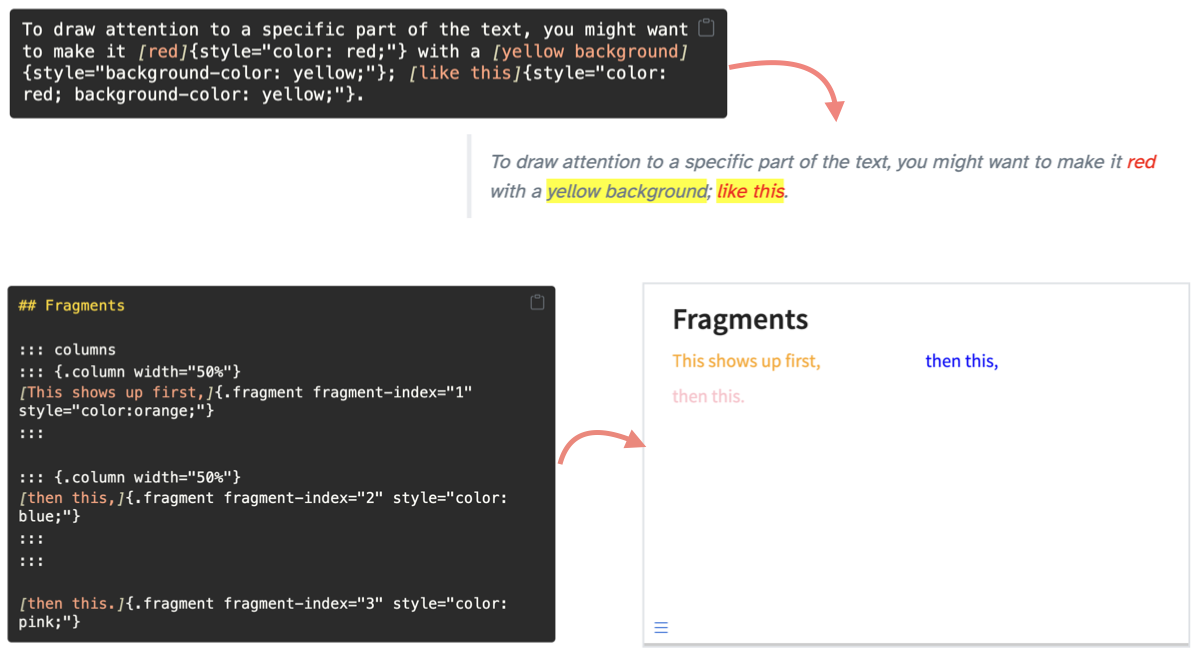 To draw attention to a specific part of the text, you might want
to make it [red]{style="color: red;"} with a [yellow background]
{style="background-color: yellow;"}; [like this]{style="color:
red; background-color: yellow;"}.
To draw attention to a specific part of the text, you might want to make it red
with a yellow background; like this.
## Fragments
::: columns
::: {.column width="50%"}
[This shows up first,]{.fragment fragment-index="1"
style="color:orange;"}
:::
::: {.column width="50%"}
[then this,]{.fragment fragment-index="2" style="color:
blue;"}
:::
:::
[then this.]{.fragment fragment-index="3" style="color:
pink;"}
Fragments
This shows up first, then this,
then this.